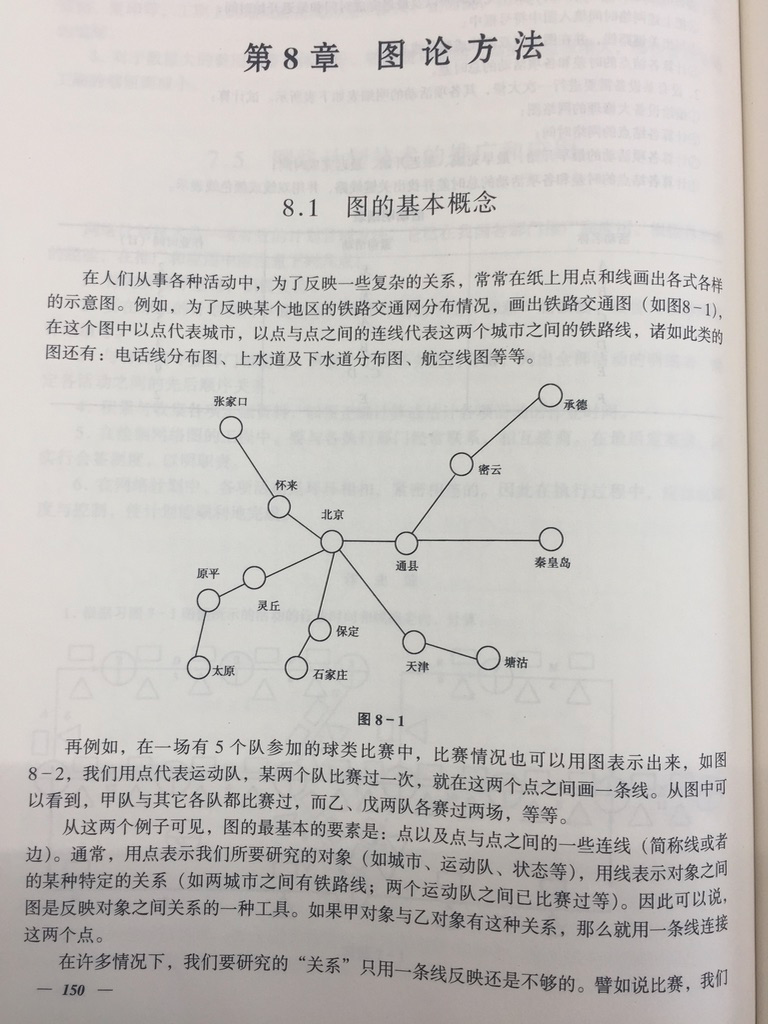 第8章 图论方法
8.1 图的基本概念
在人们从事各种活动中，为了反映一些复杂的关系，常常在纸上用点和线画出各式各样
的示意图。例如，为了反映某个地区的铁路交通网分布情况，画出铁路交通图（如图8-1），
在这个图中以点代表城市，以点与点之间的连线代表这两个城市之间的铁路线，诸如此类的
图还有：电话线分布图、上水道及下水道分布图、航空线图等等。
张家口
承德
密云
怀来
北京
通县
秦皇岛
原平
灵丘
保定
太原
石家庄
天津
塘沽
图8-1
再例如，在一场有5个队参加的球类比赛中，比赛情况也可以用图表示出来，如图
8-2，我们用点代表运动队，某两个队比赛过一次，就在这两个点之间画一条线。从图中可
以看到，甲队与其它各队都比赛过，而乙、戊两队各赛过两场，等等。
从这两个例子可见，图的最基本的要素是：点以及点与点之间的一些连线（简称线或者
边）。通常，用点表示我们所要研究的对象（如城市、运动队、状态等），用线表示对象之间
的某种特定的关系（如两城市之间有铁路线；两个运动队之间已比赛过等）。因此可以说，
图是反映对象之间关系的一种工具。如果甲对象与乙对象有这种关系，那么就用一条线连接
这两个点。
在许多情况下，我们要研究的“关系”只用一条线反映还是不够的。譬如说比赛，我们
— 150 —